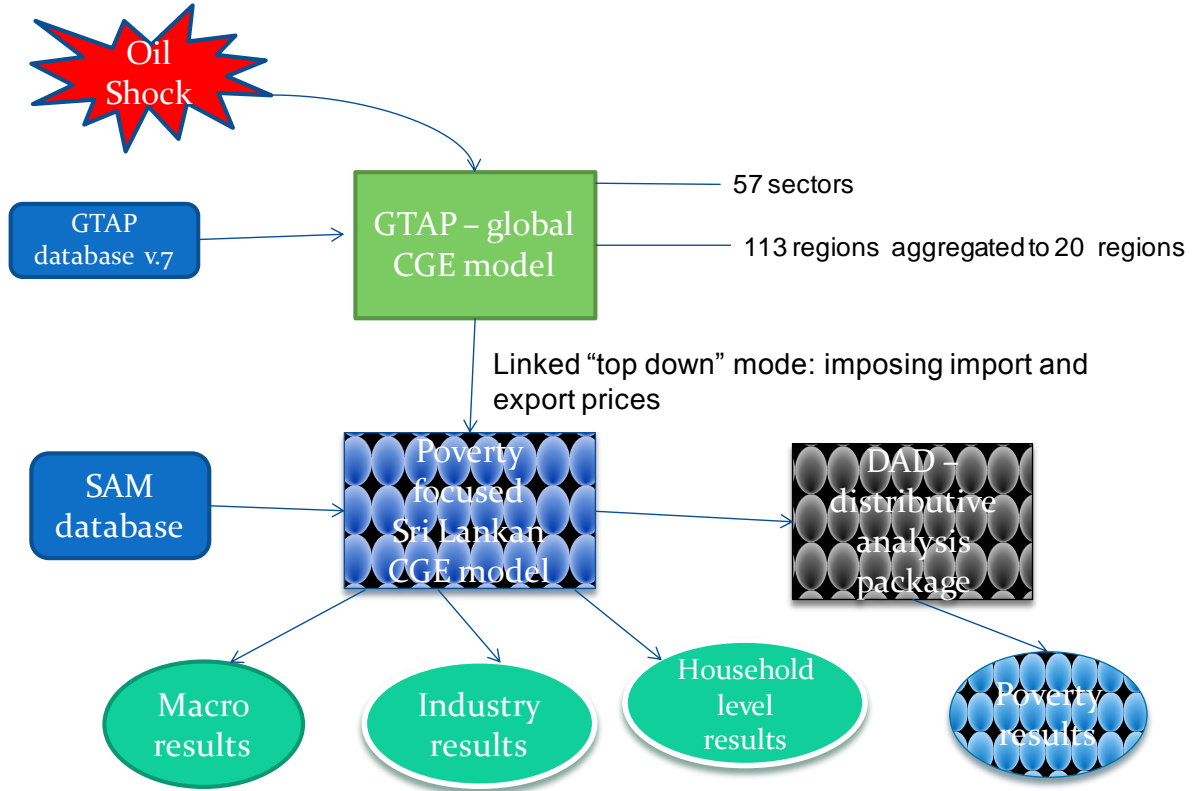 Oil
Shock
GTAP
database v.7
GTAP – global
CGE model
57 sectors
113 regions aggregated to 20 regions
Linked “top down” mode: imposing import and
export prices
SAM
database
Poverty
focused
Sri Lankan
CGE model
DAD –
distributive
analysis
package
Macro
results
Industry
results
Household
level
results
Poverty
results